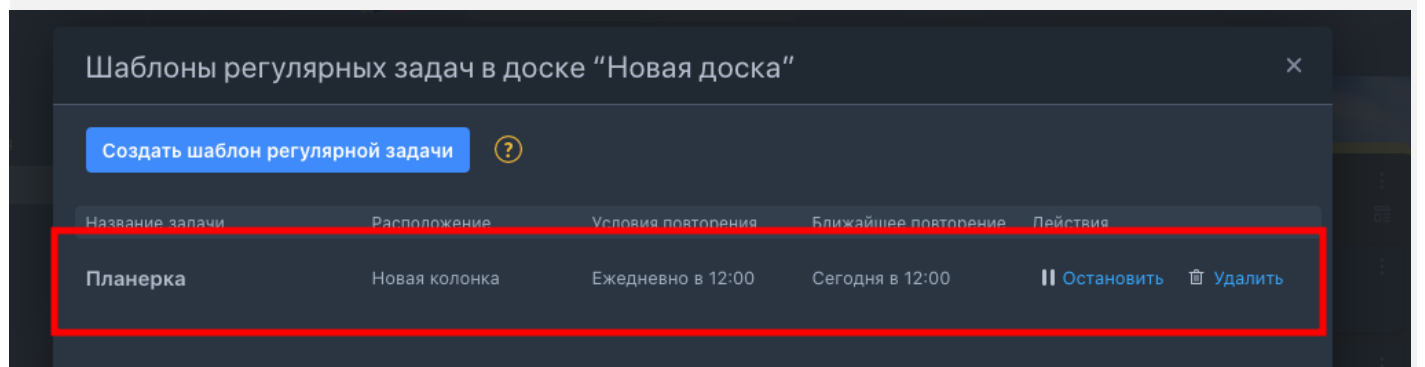 Шаблоны регулярных задач в доске “Новая доска”
Создать шаблон регулярной задачи ?
Название задачи Расположение Условия повторения Ближайшее повторение Действия
Планерка Новая колонка Ежедневно в 12:00 Сегодня в 12:00 Остановить Удалить